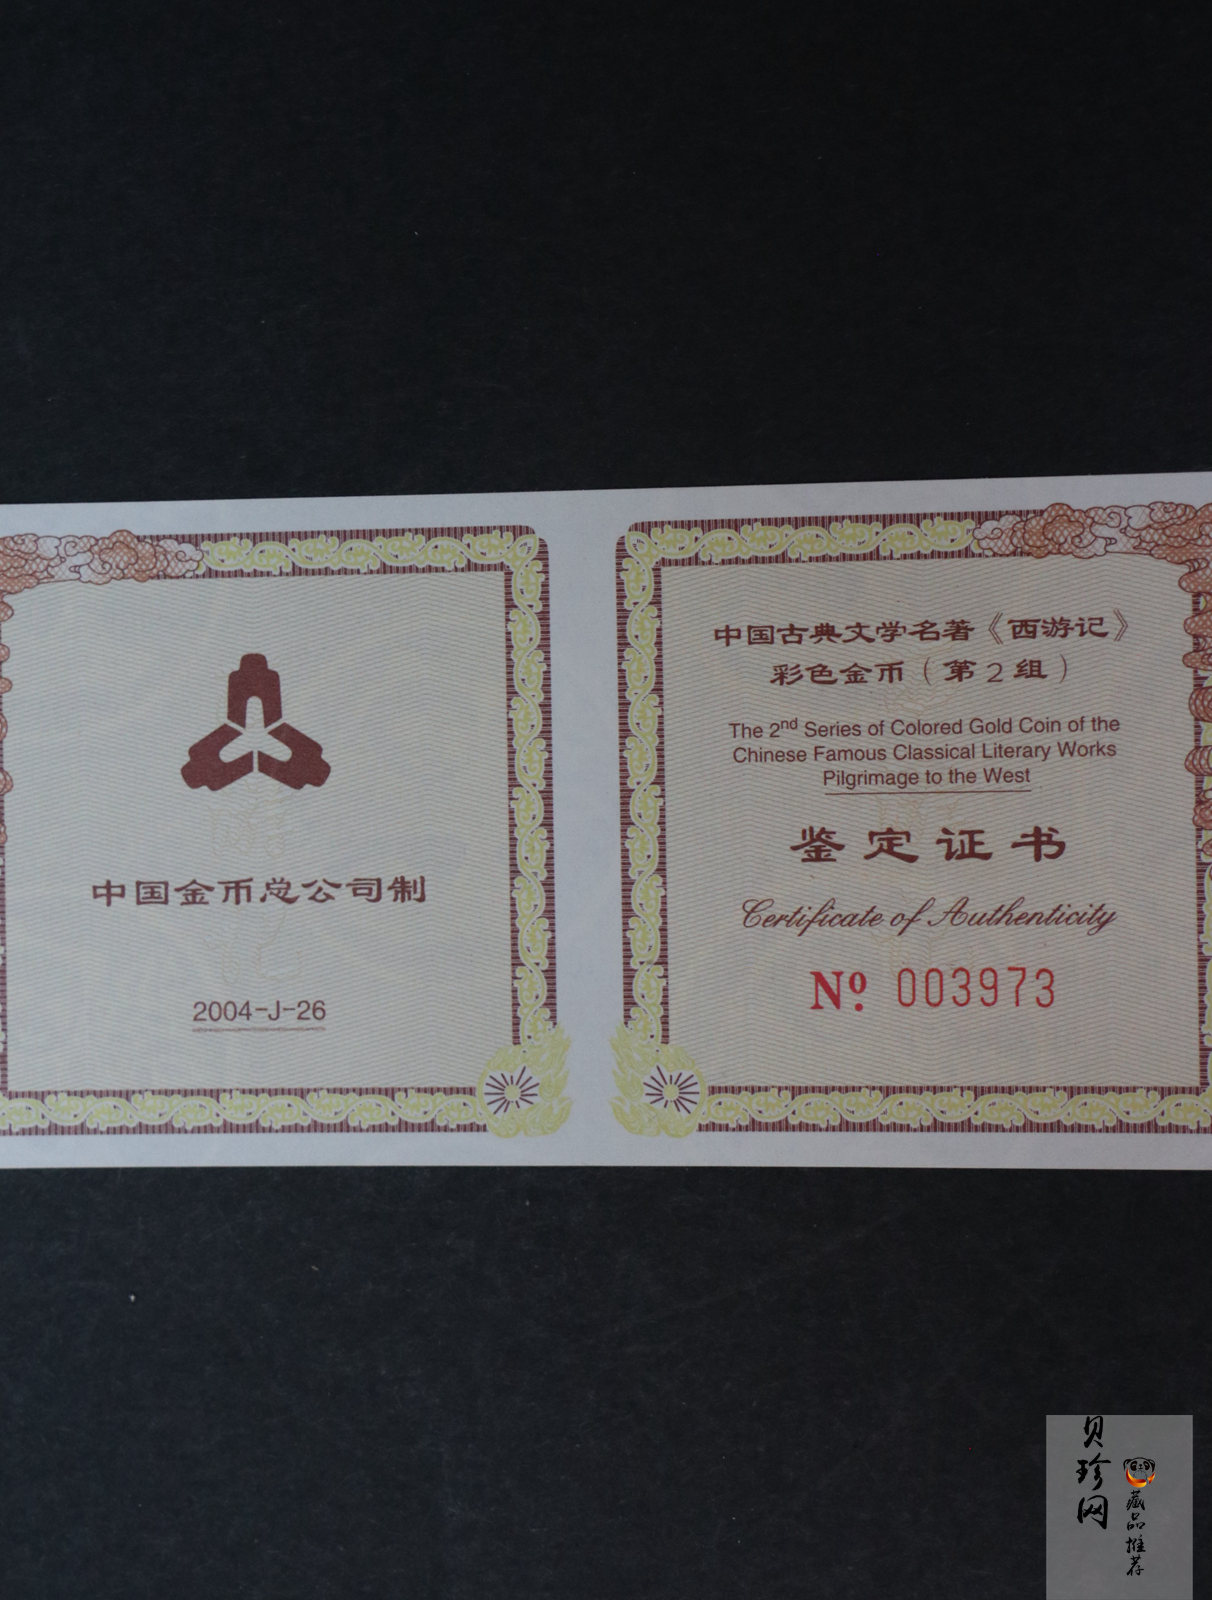 中国金币总公司制
2004-J-26
中国古典文学名著《西游记》
彩色金币（第2组）
The 2nd Series of Colored Gold Coin of the
Chinese Famous Classical Literary Works
Pilgrimage to the West
鉴定证书
Certificate of Authenticity
Nº 003973
贝珍网
藏品推荐